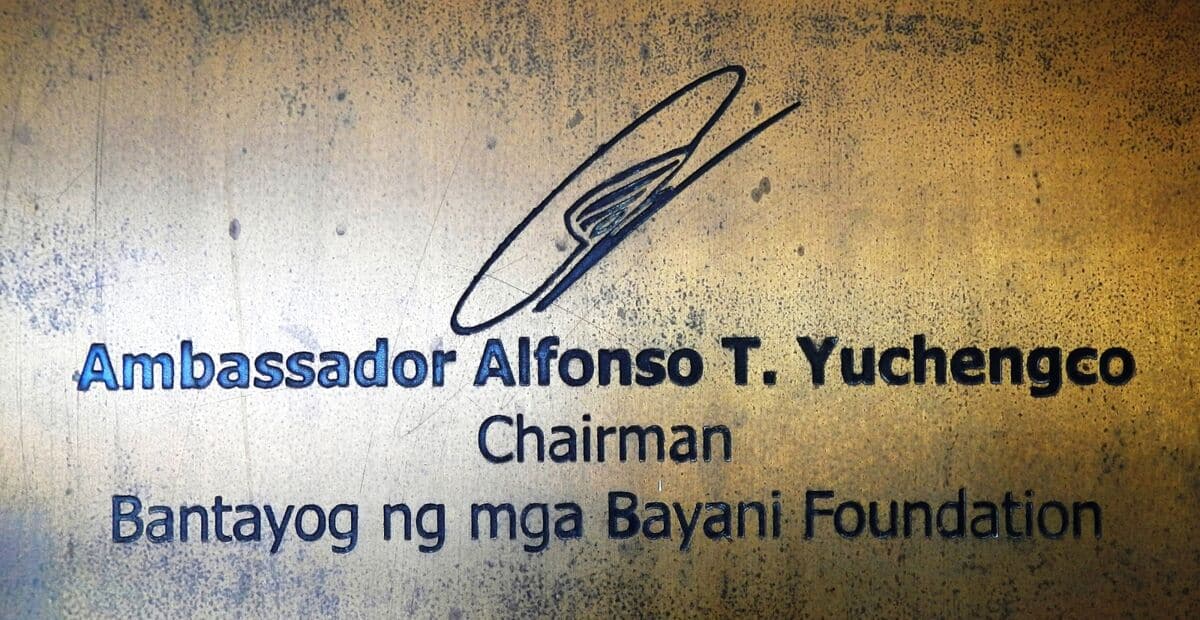 Ambassador Alfonso T. Yuchengco
Chairman
Bantayog ng mga Bayani Foundation